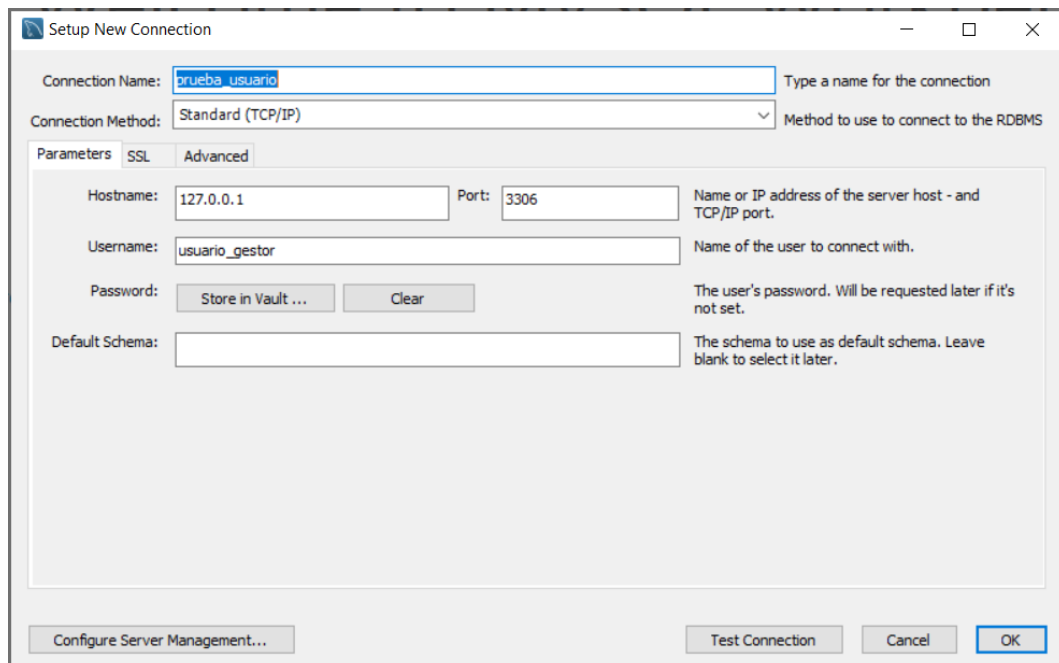 Setup New Connection
Connection Name: prueba_usuario Type a name for the connection
Connection Method: Standard (TCP/IP) Method to use to connect to the RDBMS
Parameters SSL Advanced
Hostname: 127.0.0.1 Port: 3306 Name or IP address of the server host - and
TCP/IP port.
Username: usuario_gestor Name of the user to connect with.
Password: Store in Vault ... Clear The user's password. Will be requested later if it's
not set.
Default Schema: The schema to use as default schema. Leave
blank to select it later.
Configure Server Management... Test Connection Cancel OK